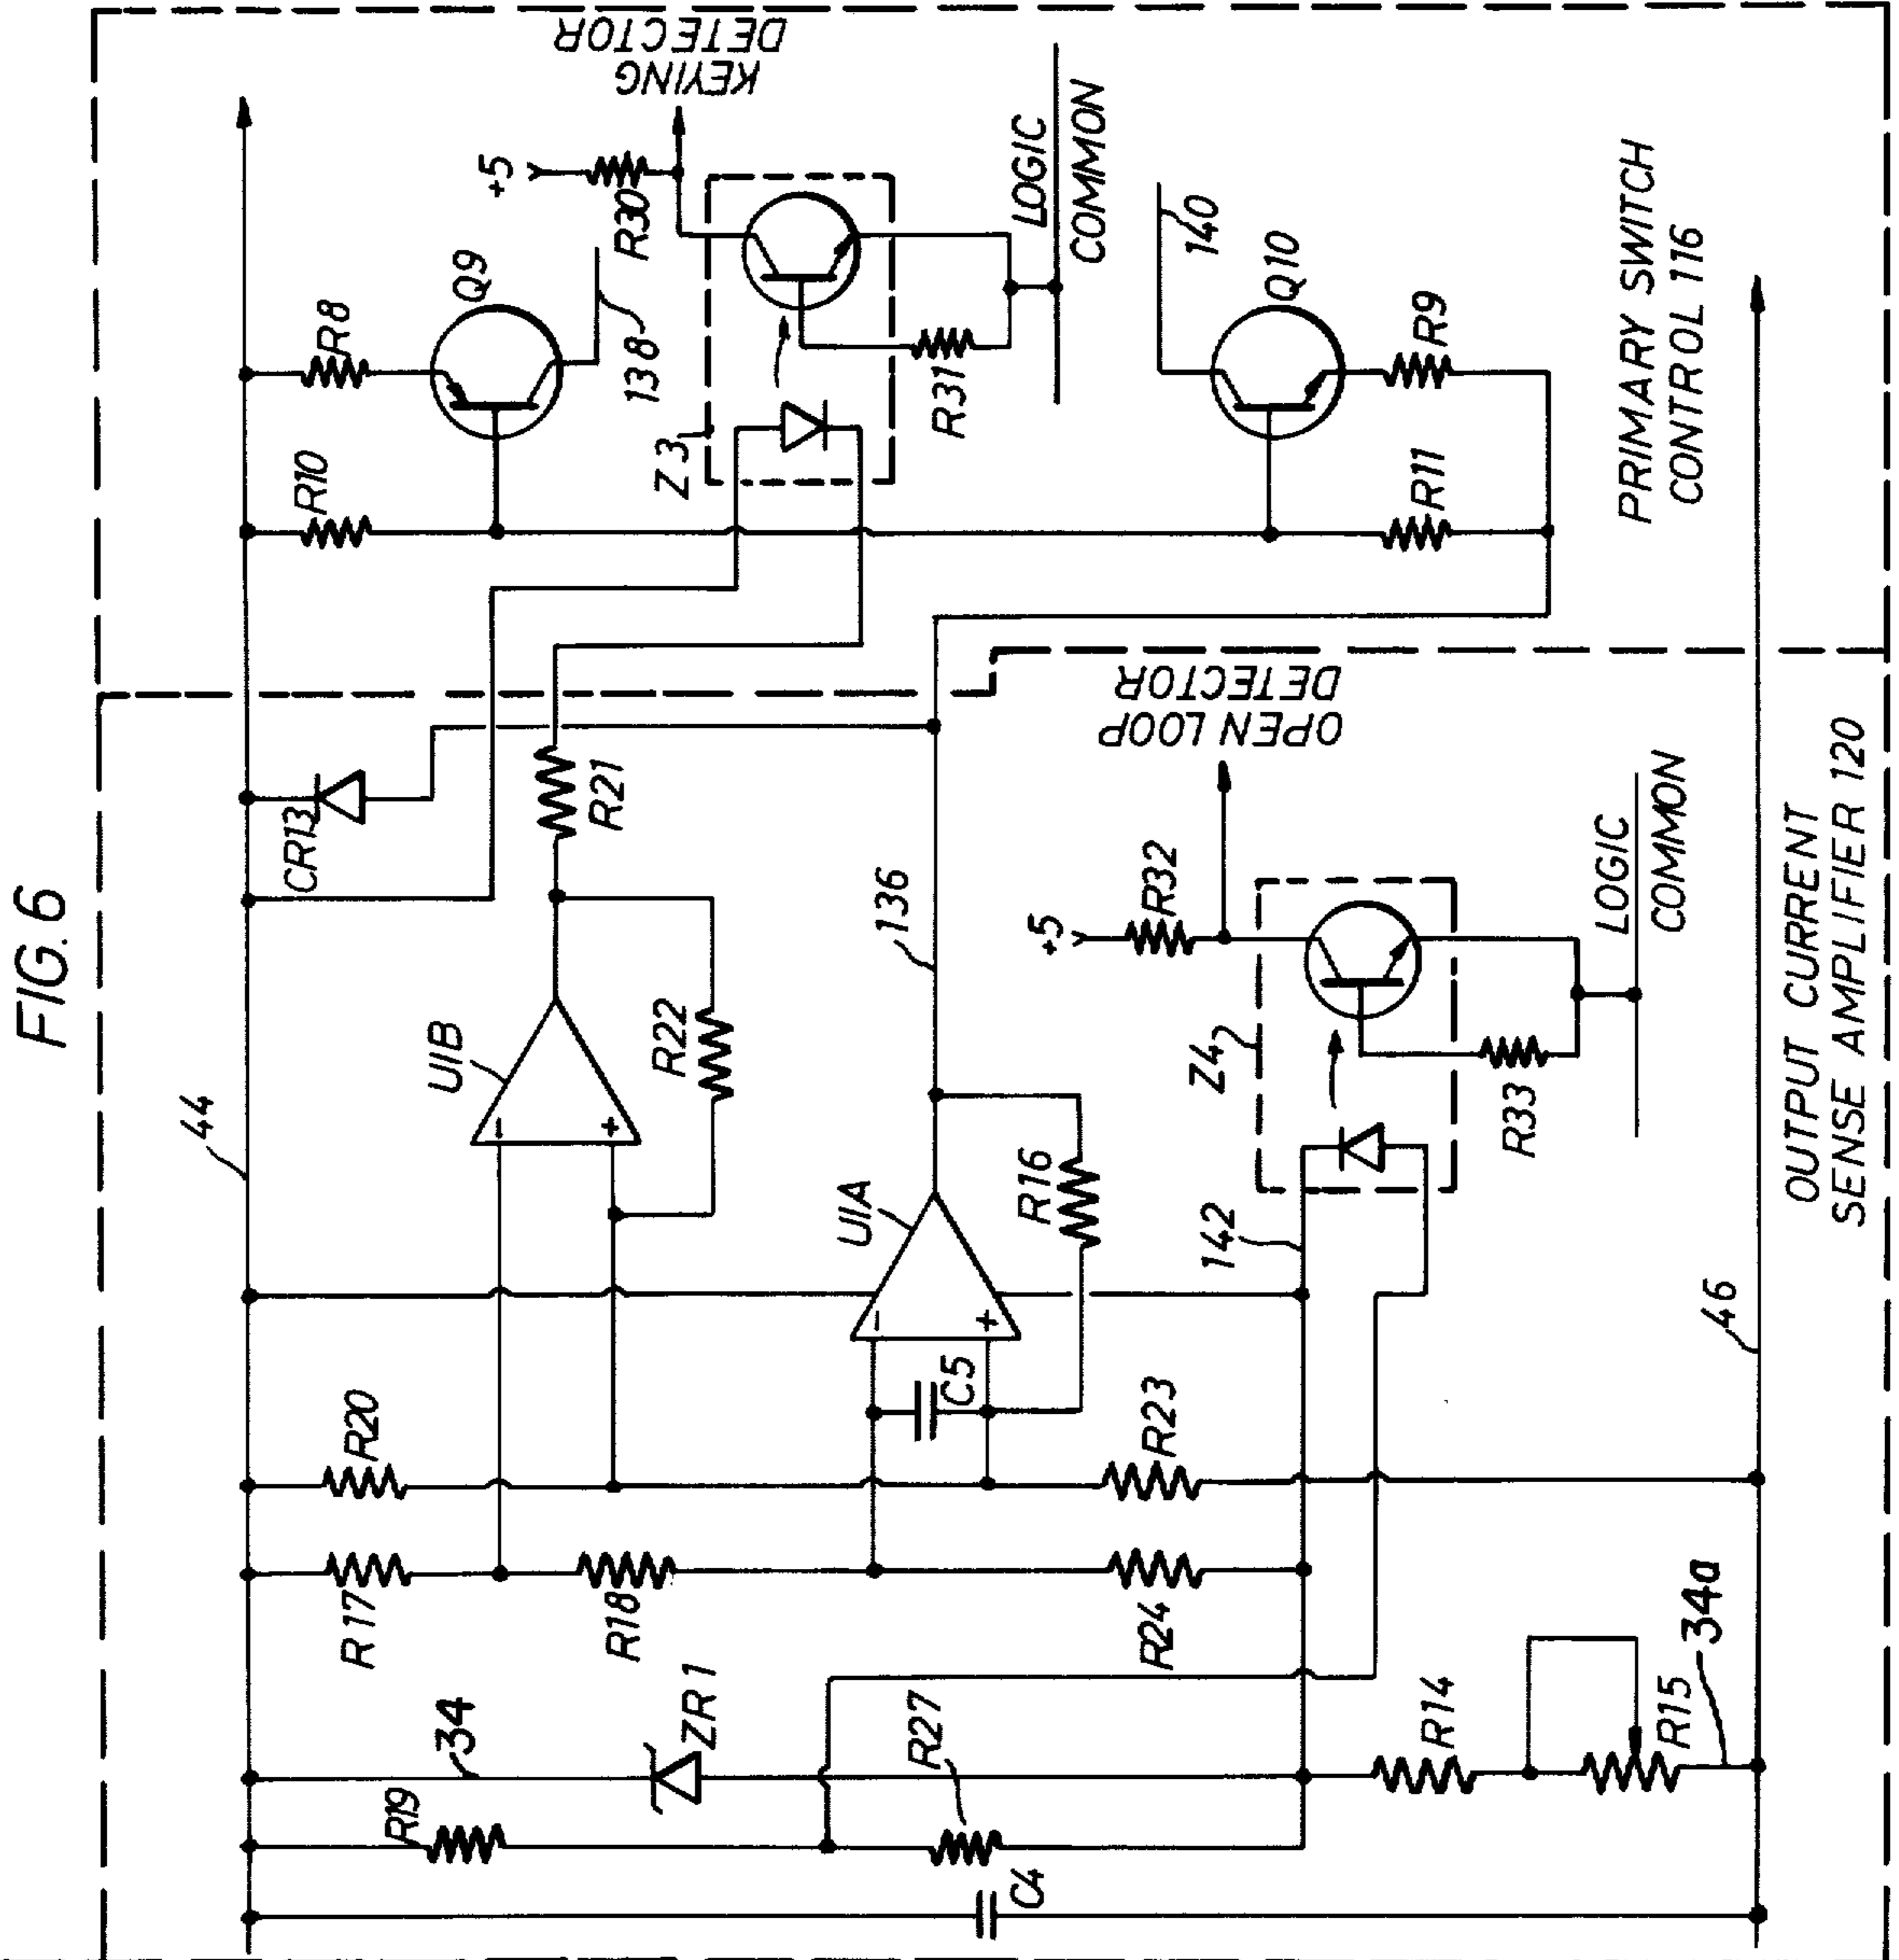 FIG.6
44
R8
R10
Q9
138
+5
R30
KEYING
DETECTOR
Z3
R31
LOGIC
COMMON
140
Q10
R9
R11
PRIMARY SWITCH
CONTROL 116
CR13
R21
U1B
R22
136
U1A
R16
OPEN LOOP
DETECTOR
+5
R32
Z4
R33
LOGIC
COMMON
142
R20
C5
R23
R17
R18
R24
34
ZR1
R19
R27
R14
R15
34a
C4
46
OUTPUT CURRENT
SENSE AMPLIFIER 120
-
+
-
+